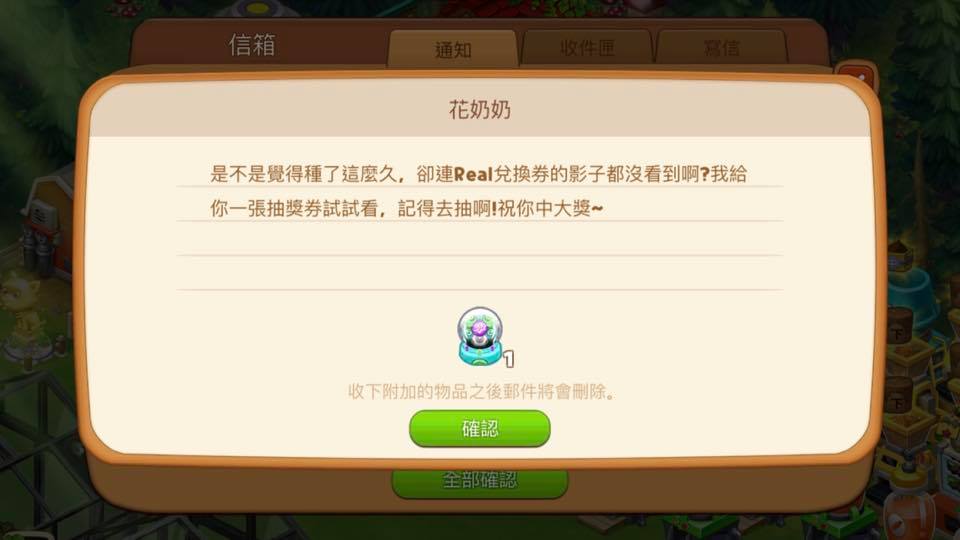 信箱
通知
收件匣
寫信
花奶奶
是不是覺得種了這麼久，卻連Real兌換券的影子都沒看到啊?我給
你一張抽獎券試試看，記得去抽啊!祝你中大獎~
1
收下附加的物品之後郵件將會刪除。
確認
全部確認